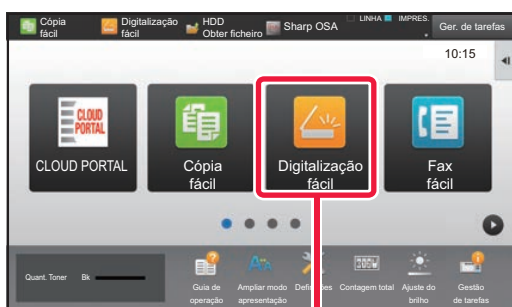 Cópia
fácil
Digitalização
fácil
HDD
Obter ficheiro
Sharp OSA
LINHA
IMPRES.
Ger. de tarefas
10:15
CLOUD
PORTAL
CLOUD PORTAL
Cópia
fácil
Digitalização
fácil
Fax
fácil
Quant. Toner
Bk
Guia de
operação
Ampliar modo
apresentação
Definições
Contagem total
Ajuste do
brilho
Gestão
de tarefas